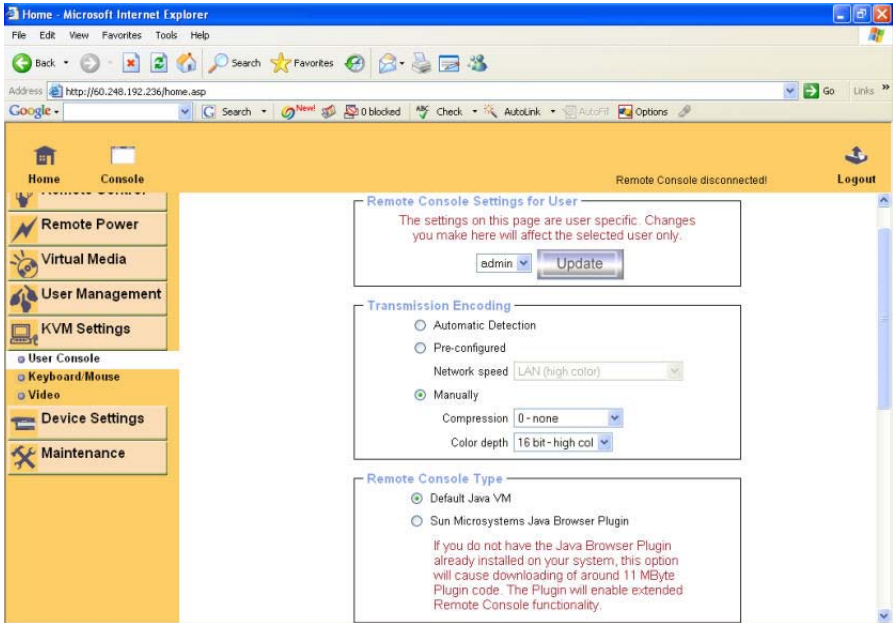 Home - Microsoft Internet Explorer
File Edit View Favorites Tools Help
Back Search Favorites
Address http://60.248.192.236/home.asp Go Links »
Google Search New! 0 blocked ABC Check AutoLink AutoFill Options
Home Console Remote Console disconnected! Logout
Remote Control
Remote Power
Virtual Media
User Management
KVM Settings
User Console
Keyboard/Mouse
Video
Device Settings
Maintenance
Remote Console Settings for User
The settings on this page are user specific. Changes
you make here will affect the selected user only.
admin Update
Transmission Encoding
Automatic Detection
Pre-configured
Network speed LAN (high color)
Manually
Compression 0 - none
Color depth 16 bit - high col
Remote Console Type
Default Java VM
Sun Microsystems Java Browser Plugin
If you do not have the Java Browser Plugin
already installed on your system, this option
will cause downloading of around 11 MByte
Plugin code. The Plugin will enable extended
Remote Console functionality.